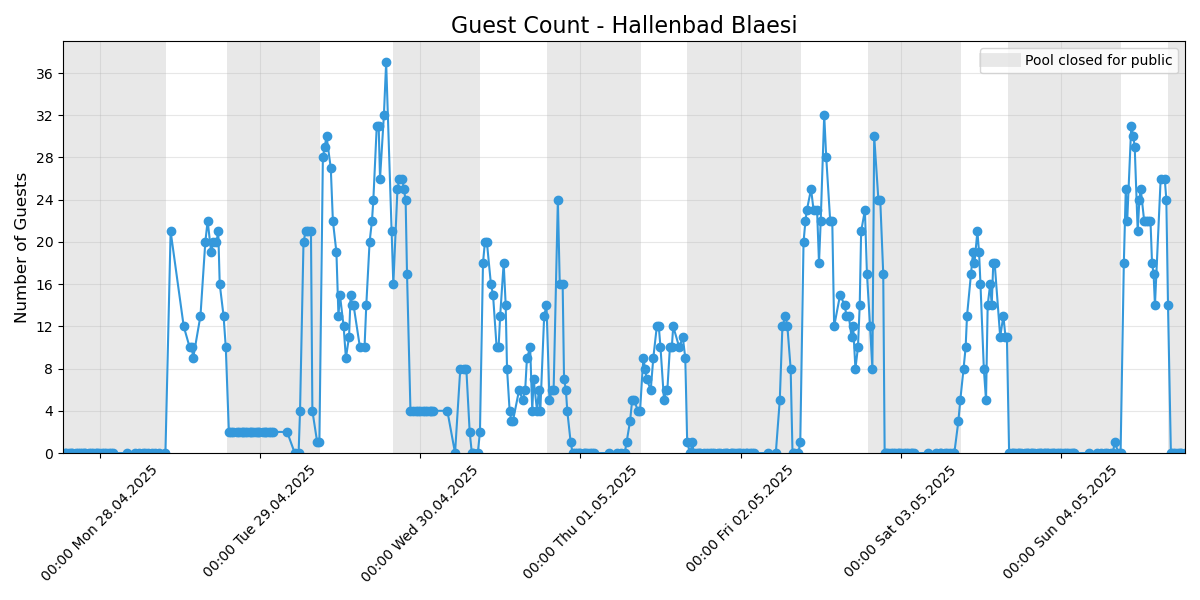 Guest Count - Hallenbad Blaesi
Pool closed for public
Number of Guests
36
32
28
24
20
16
12
8
4
0
00:00 Mon 28.04.2025
00:00 Tue 29.04.2025
00:00 Wed 30.04.2025
00:00 Thu 01.05.2025
00:00 Fri 02.05.2025
00:00 Sat 03.05.2025
00:00 Sun 04.05.2025